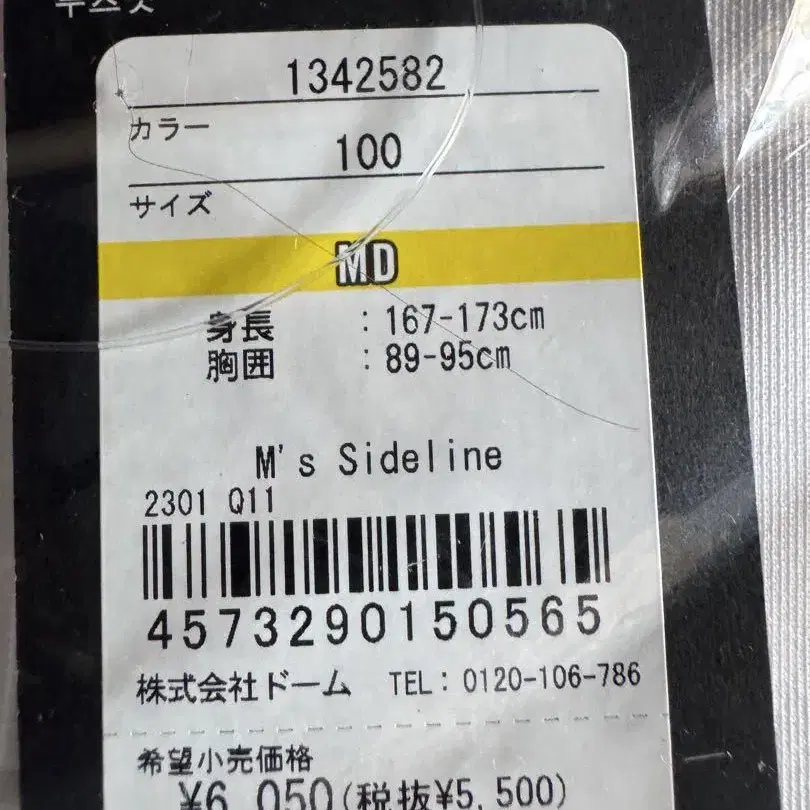 1342582
カラー
100
サイズ
MD
身長 : 167-173cm
胸囲 : 89-95cm
M's Sideline
2301 Q11
4573290150565
株式会社ドーム TEL: 0120-106-786
希望小売価格
¥6,050(税抜¥5,500)